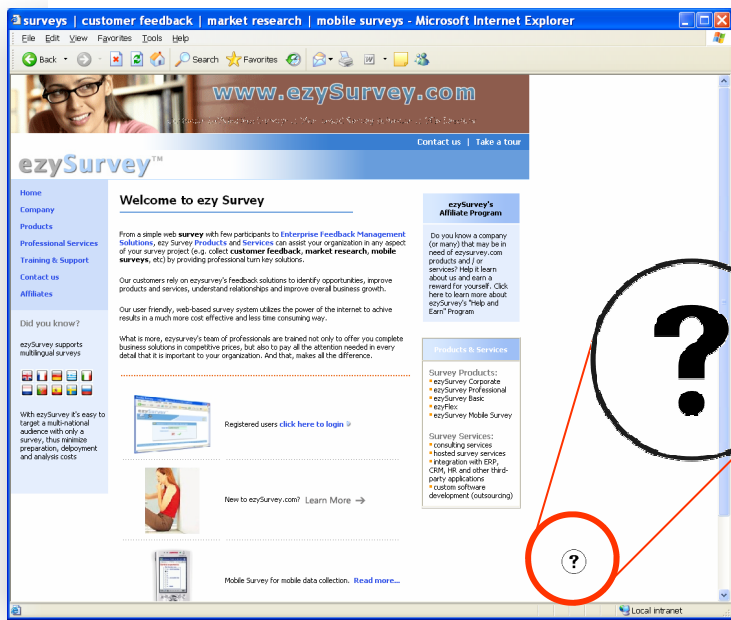 surveys | customer feedback | market research | mobile surveys - Microsoft Internet Explorer
File Edit View Favorites Tools Help
Back Search Favorites
www.ezySurvey.com
Contact us | Take a tour
ezySurvey™
Home
Company
Products
Professional Services
Training & Support
Contact us
Affiliates
Did you know?
ezySurvey supports
multilingual surveys
With ezySurvey it's easy to
target a multi-national
audience with only a
survey, thus minimize
preparation, delpoyment
and analysis costs
Welcome to ezy Survey
From a simple web survey with few participants to Enterprise Feedback Management
Solutions, ezy Survey Products and Services can assist your organization in any aspect
of your survey project (e.g. collect customer feedback, market research, mobile
surveys, etc) by providing professional turn key solutions.
Our customers rely on ezysurvey's feedback solutions to identify opportunities, improve
products and services, understand relationships and improve overall business growth.
Our user friendly, web-based survey system utilizes the power of the internet to achieve
results in a much more cost effective and less time consuming way.
What is more, ezysurvey's team of professionals are trained not only to offer you complete
business solutions in competitive prices, but also to pay all the attention needed in every
detail that it is important to your organization. And that, makes all the difference.
Registered users click here to login
New to ezySurvey.com? Learn More →
Mobile Survey for mobile data collection. Read more...
ezySurvey's
Affiliate Program
Do you know a company
(or many) that may be in
need of ezysurvey.com
products and / or
services? Help it learn
about us and earn a
reward for yourself. Click
here to learn more about
ezySurvey's "Help and
Earn" Program
Products & Services
Survey Products:
ezySurvey Corporate
ezySurvey Professional
ezySurvey Basic
ezyFlex
ezySurvey Mobile Survey
Survey Services:
consulting services
hosted survey services
integration with ERP,
CRM, HR and other third-
party applications
custom software
development (outsourcing)
?
?
Local intranet